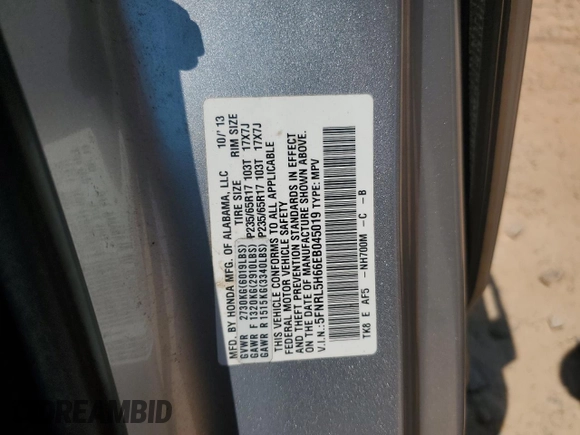 MFD. BY HONDA MFG. OF ALABAMA, LLC 10/'13
TIRE SIZE RIM SIZE
GVWR 2730KG(6019LBS)
GAWR F 1320KG(2910LBS) P235/65R17 103T 17X7J
GAWR R 1515KG(3340LBS) P235/65R17 103T 17X7J
THIS VEHICLE CONFORMS TO ALL APPLICABLE
FEDERAL MOTOR VEHICLE SAFETY
AND THEFT PREVENTION STANDARDS IN EFFECT
ON THE DATE OF MANUFACTURE SHOWN ABOVE.
V.I.N.:5FNRL5H66EB045019 TYPE: MPV
TK8 E AF5 -NH700M -C -B
DREAMBID